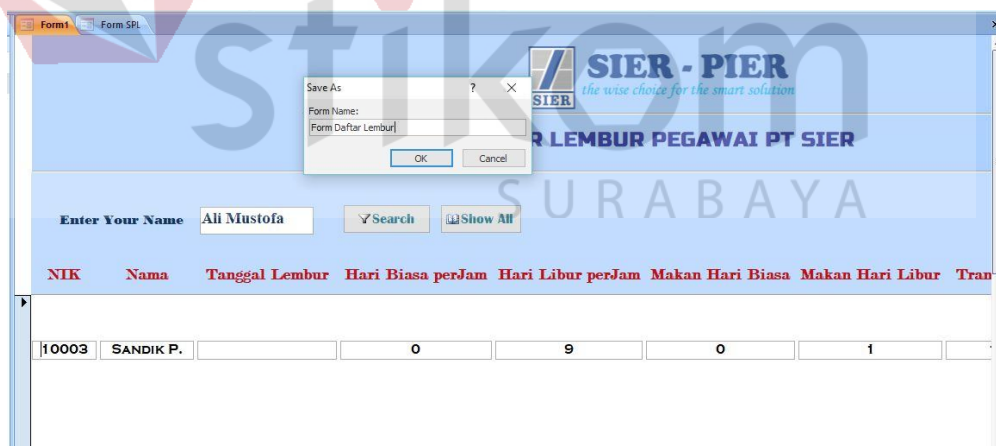 Form1 Form SPL
stikom
SURABAYA
SIER
SIER - PIER
the wise choice for the smart solution
Save As ? ×
Form Name:
Form Daftar Lembur
OK Cancel
R LEMBUR PEGAWAI PT SIER
Enter Your Name Ali Mustofa Search Show All
NIK Nama Tanggal Lembur Hari Biasa perJam Hari Libur perJam Makan Hari Biasa Makan Hari Libur Tran
10003 SANDIK P. 0 9 0 1